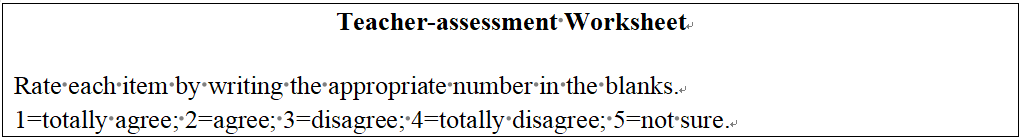 Teacher-assessment Worksheet
Rate each item by writing the appropriate number in the blanks.
1=totally agree; 2=agree; 3=disagree; 4=totally disagree; 5=not sure.